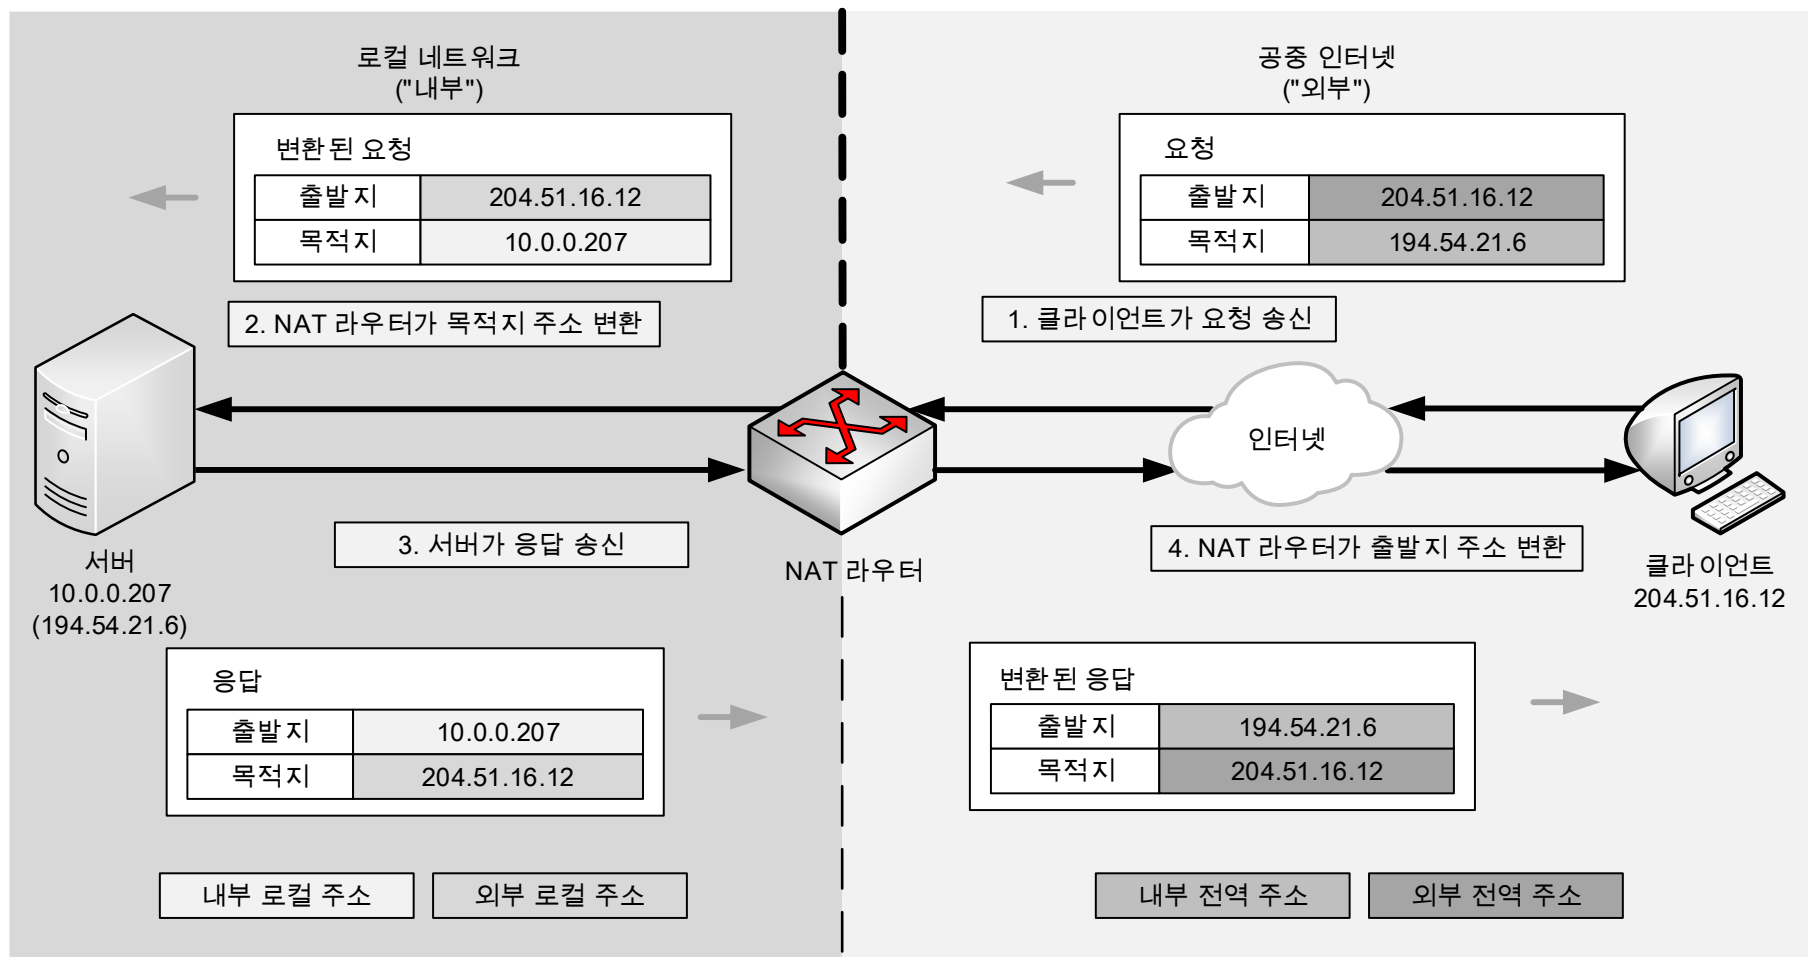 로컬 네트워크
("내부")
공중 인터넷
("외부")
변환된 요청
출발지 204.51.16.12
목적지 10.0.0.207
요청
출발지 204.51.16.12
목적지 194.54.21.6
2. NAT 라우터가 목적지 주소 변환
1. 클라이언트가 요청 송신
인터넷
3. 서버가 응답 송신
4. NAT 라우터가 출발지 주소 변환
서버
10.0.0.207
(194.54.21.6)
NAT 라우터
클라이언트
204.51.16.12
응답
출발지 10.0.0.207
목적지 204.51.16.12
변환된 응답
출발지 194.54.21.6
목적지 204.51.16.12
내부 로컬 주소
외부 로컬 주소
내부 전역 주소
외부 전역 주소